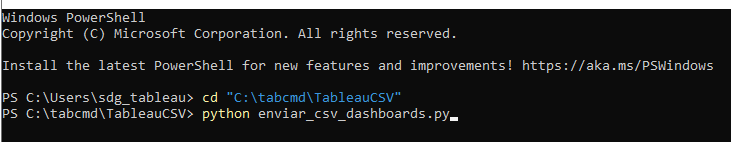 Windows PowerShell
Copyright (C) Microsoft Corporation. All rights reserved.
Install the latest PowerShell for new features and improvements! https://aka.ms/PSWindows
PS C:\Users\sdg_tableau> cd "C:\tabcmd\TableauCSV"
PS C:\tabcmd\TableauCSV> python enviar_csv_dashboards.py